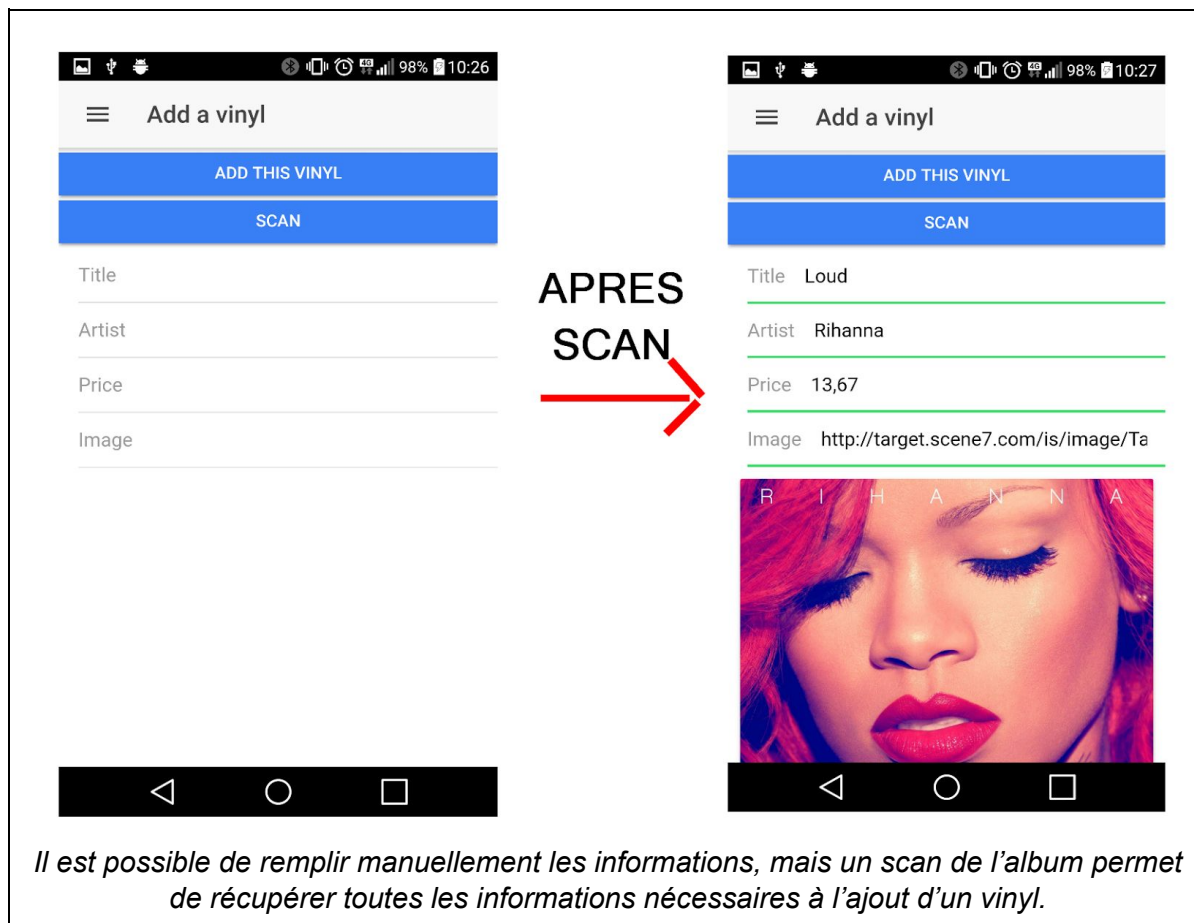 98% 10:26
Add a vinyl
ADD THIS VINYL
SCAN
Title
Artist
Price
Image
APRES
SCAN
4G 98% 10:27
Add a vinyl
ADD THIS VINYL
SCAN
Title Loud
Artist Rihanna
Price 13,67
Image http://target.scene7.com/is/image/Ta
R I H A N N A
Il est possible de remplir manuellement les informations, mais un scan de l’album permet
de récupérer toutes les informations nécessaires à l’ajout d’un vinyl.